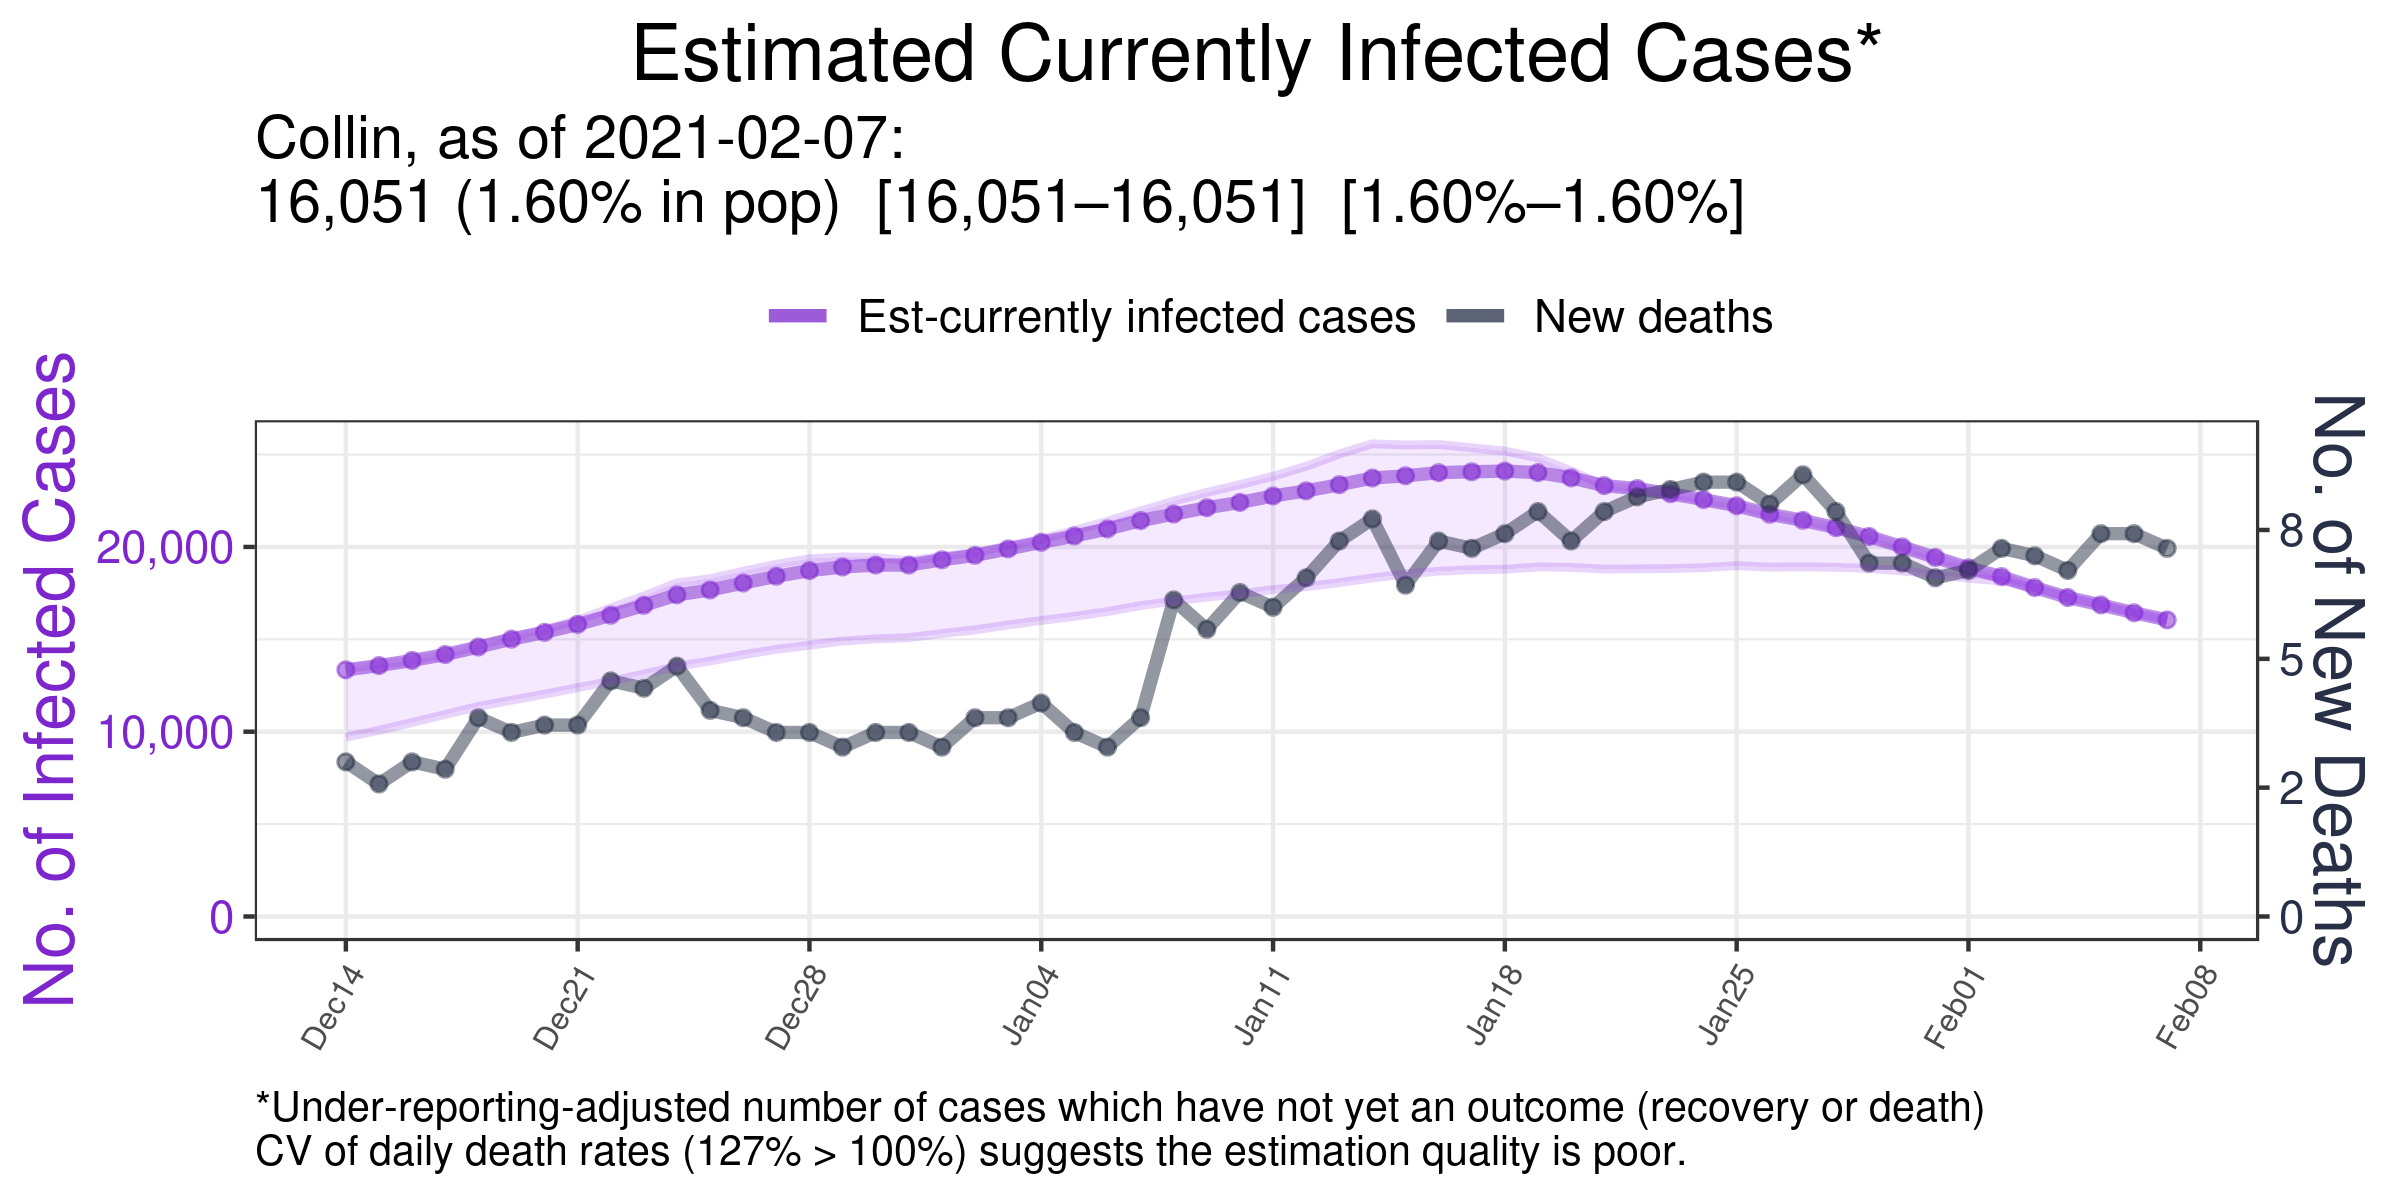 Estimated Currently Infected Cases*
Collin, as of 2021-02-07:
16,051 (1.60% in pop)  [16,051–16,051]  [1.60%–1.60%]
Est-currently infected cases
New deaths
No. of Infected Cases
20,000
10,000
0
No. of New Deaths
8
5
2
0
Dec14
Dec21
Dec28
Jan04
Jan11
Jan18
Jan25
Feb01
Feb08
*Under-reporting-adjusted number of cases which have not yet an outcome (recovery or death)
CV of daily death rates (127% > 100%) suggests the estimation quality is poor.